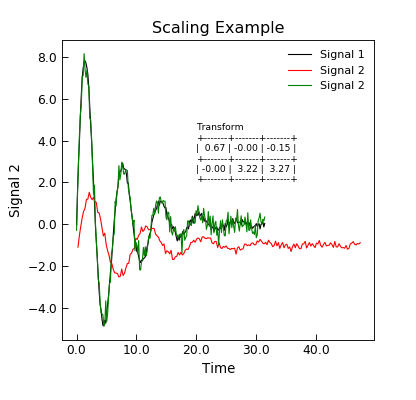 Scaling Example
Signal 2
8.0
6.0
4.0
2.0
0.0
−2.0
−4.0
Signal 1
Signal 2
Signal 2
Transform
+-------+-------+-------+
|  0.67 | -0.00 | -0.15 |
+-------+-------+-------+
| -0.00 |  3.22 |  3.27 |
+-------+-------+-------+
0.0 10.0 20.0 30.0 40.0
Time